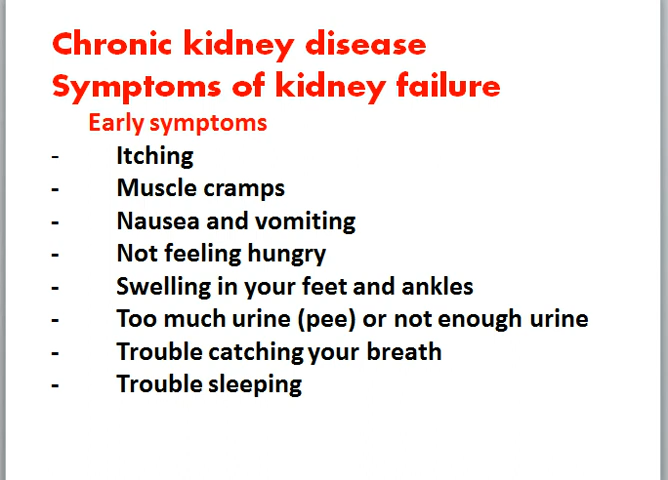 Chronic kidney disease
Symptoms of kidney failure
Early symptoms
- Itching
- Muscle cramps
- Nausea and vomiting
- Not feeling hungry
- Swelling in your feet and ankles
- Too much urine (pee) or not enough urine
- Trouble catching your breath
- Trouble sleeping